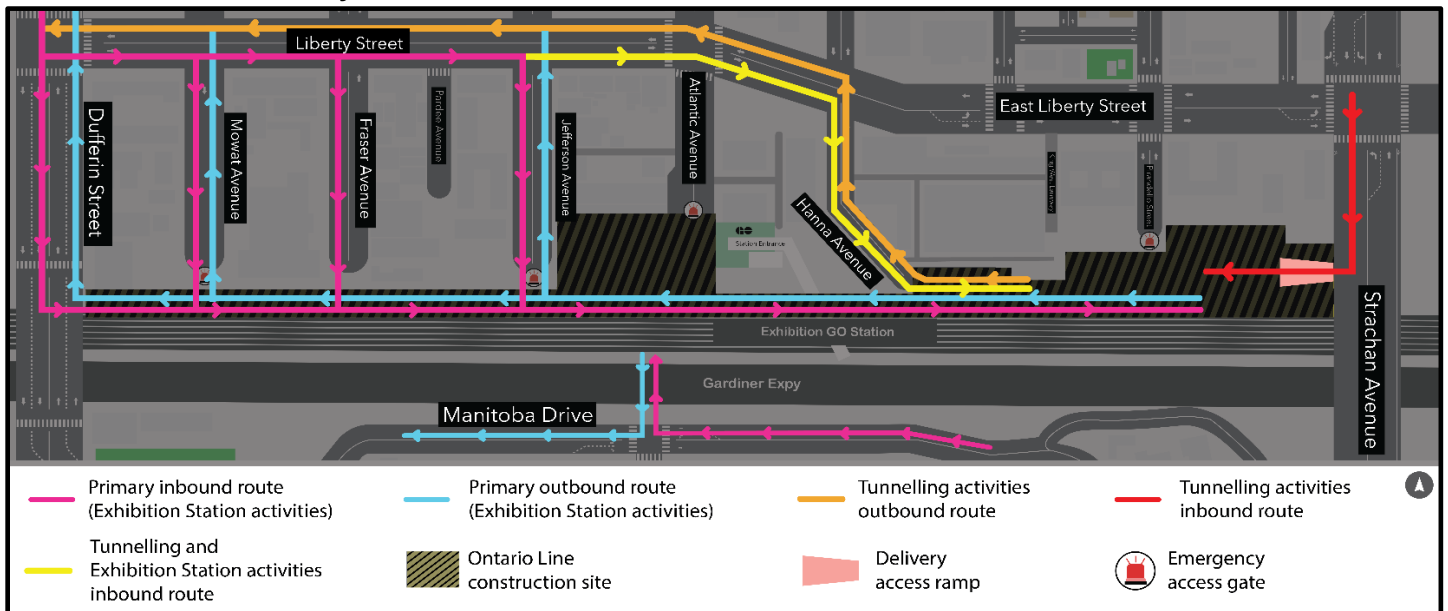 Liberty Street
East Liberty Street
Dufferin Street
Mowat Avenue
Fraser Avenue
Pardee Avenue
Jefferson Avenue
Atlantic Avenue
Hanna Avenue
GO
Station Entrance
Strachan Avenue
Exhibition GO Station
Gardiner Expy
Manitoba Drive
Primary inbound route
(Exhibition Station activities)
Primary outbound route
(Exhibition Station activities)
Tunnelling activities
outbound route
Tunnelling activities
inbound route
Tunnelling and
Exhibition Station activities
inbound route
Ontario Line
construction site
Delivery
access ramp
Emergency
access gate